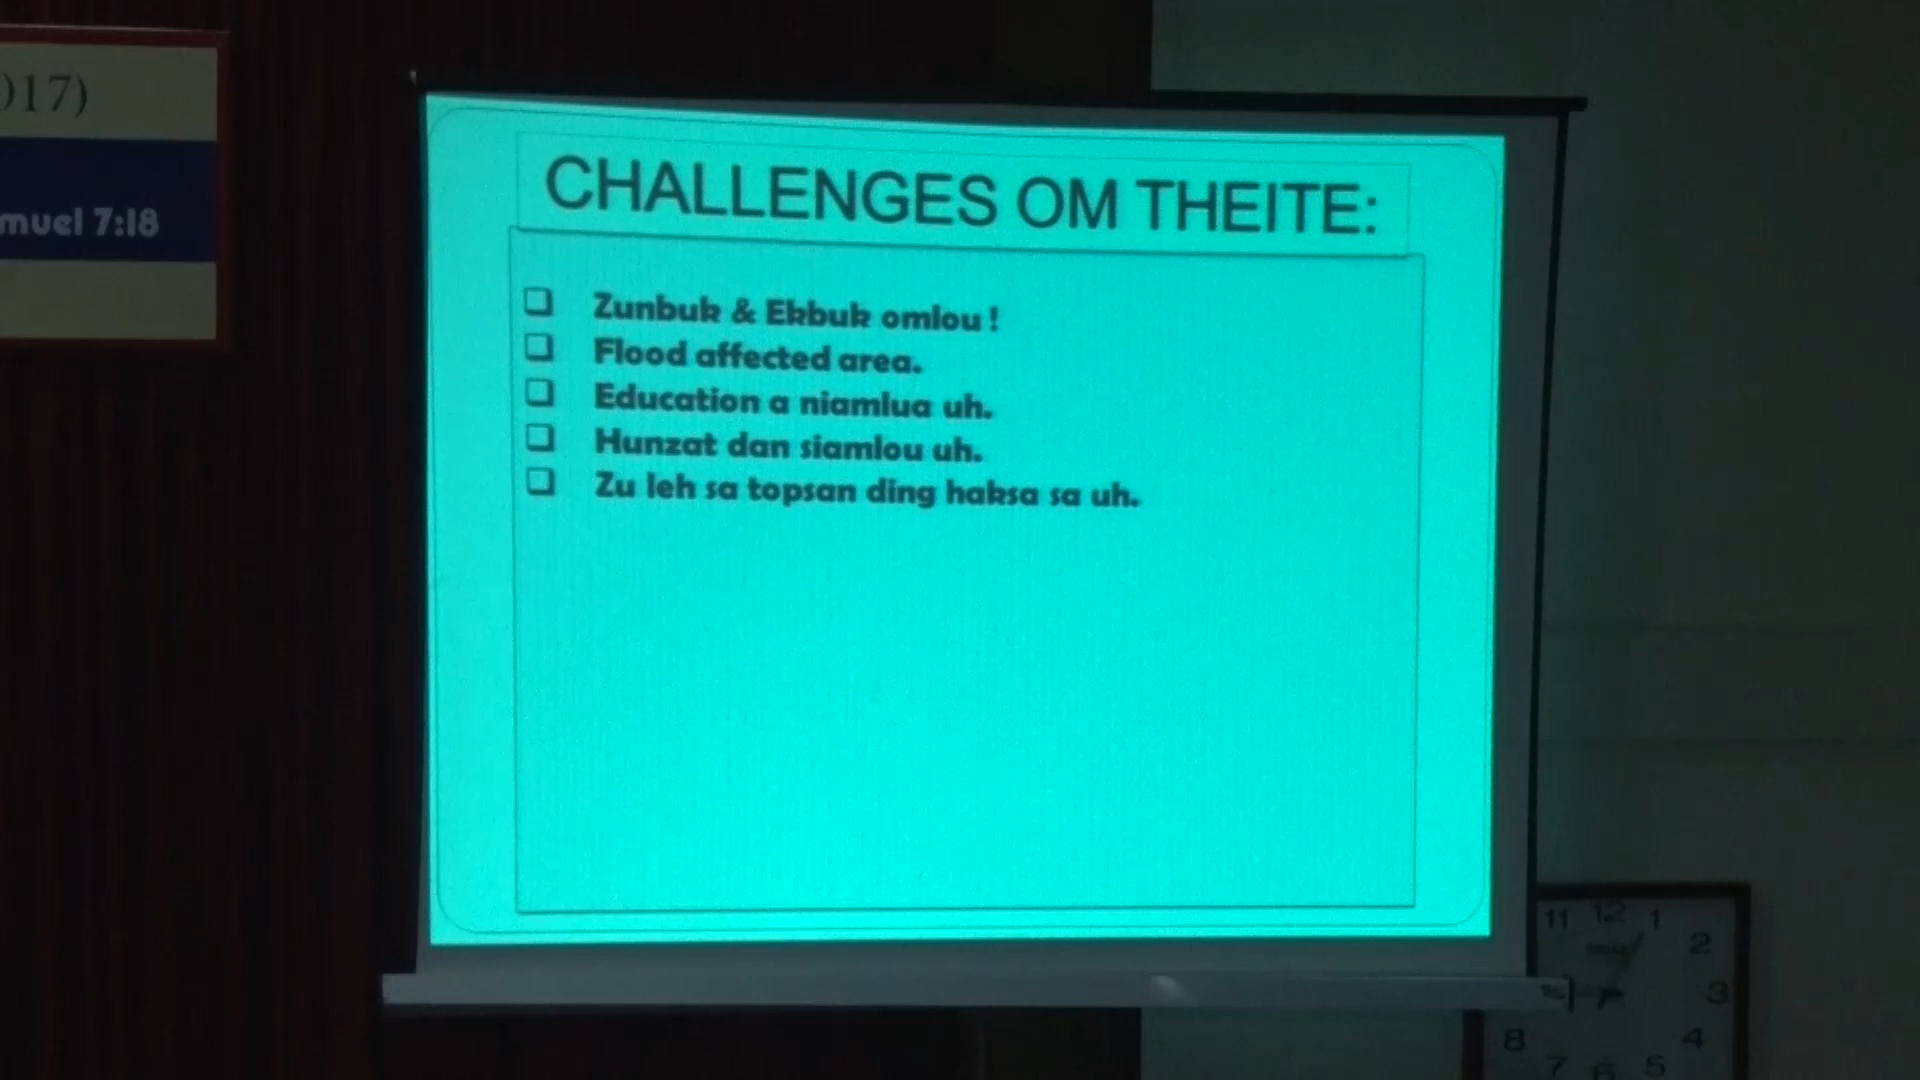 017)
muel 7:18
CHALLENGES OM THEITE:
Zunbuk & Ekbuk omlou !
Flood affected area.
Education a niamlua uh.
Hunzat dan siamlou uh.
Zu leh sa topsan ding haksa sa uh.
11 12 1
2
3
4
5
6
7
8